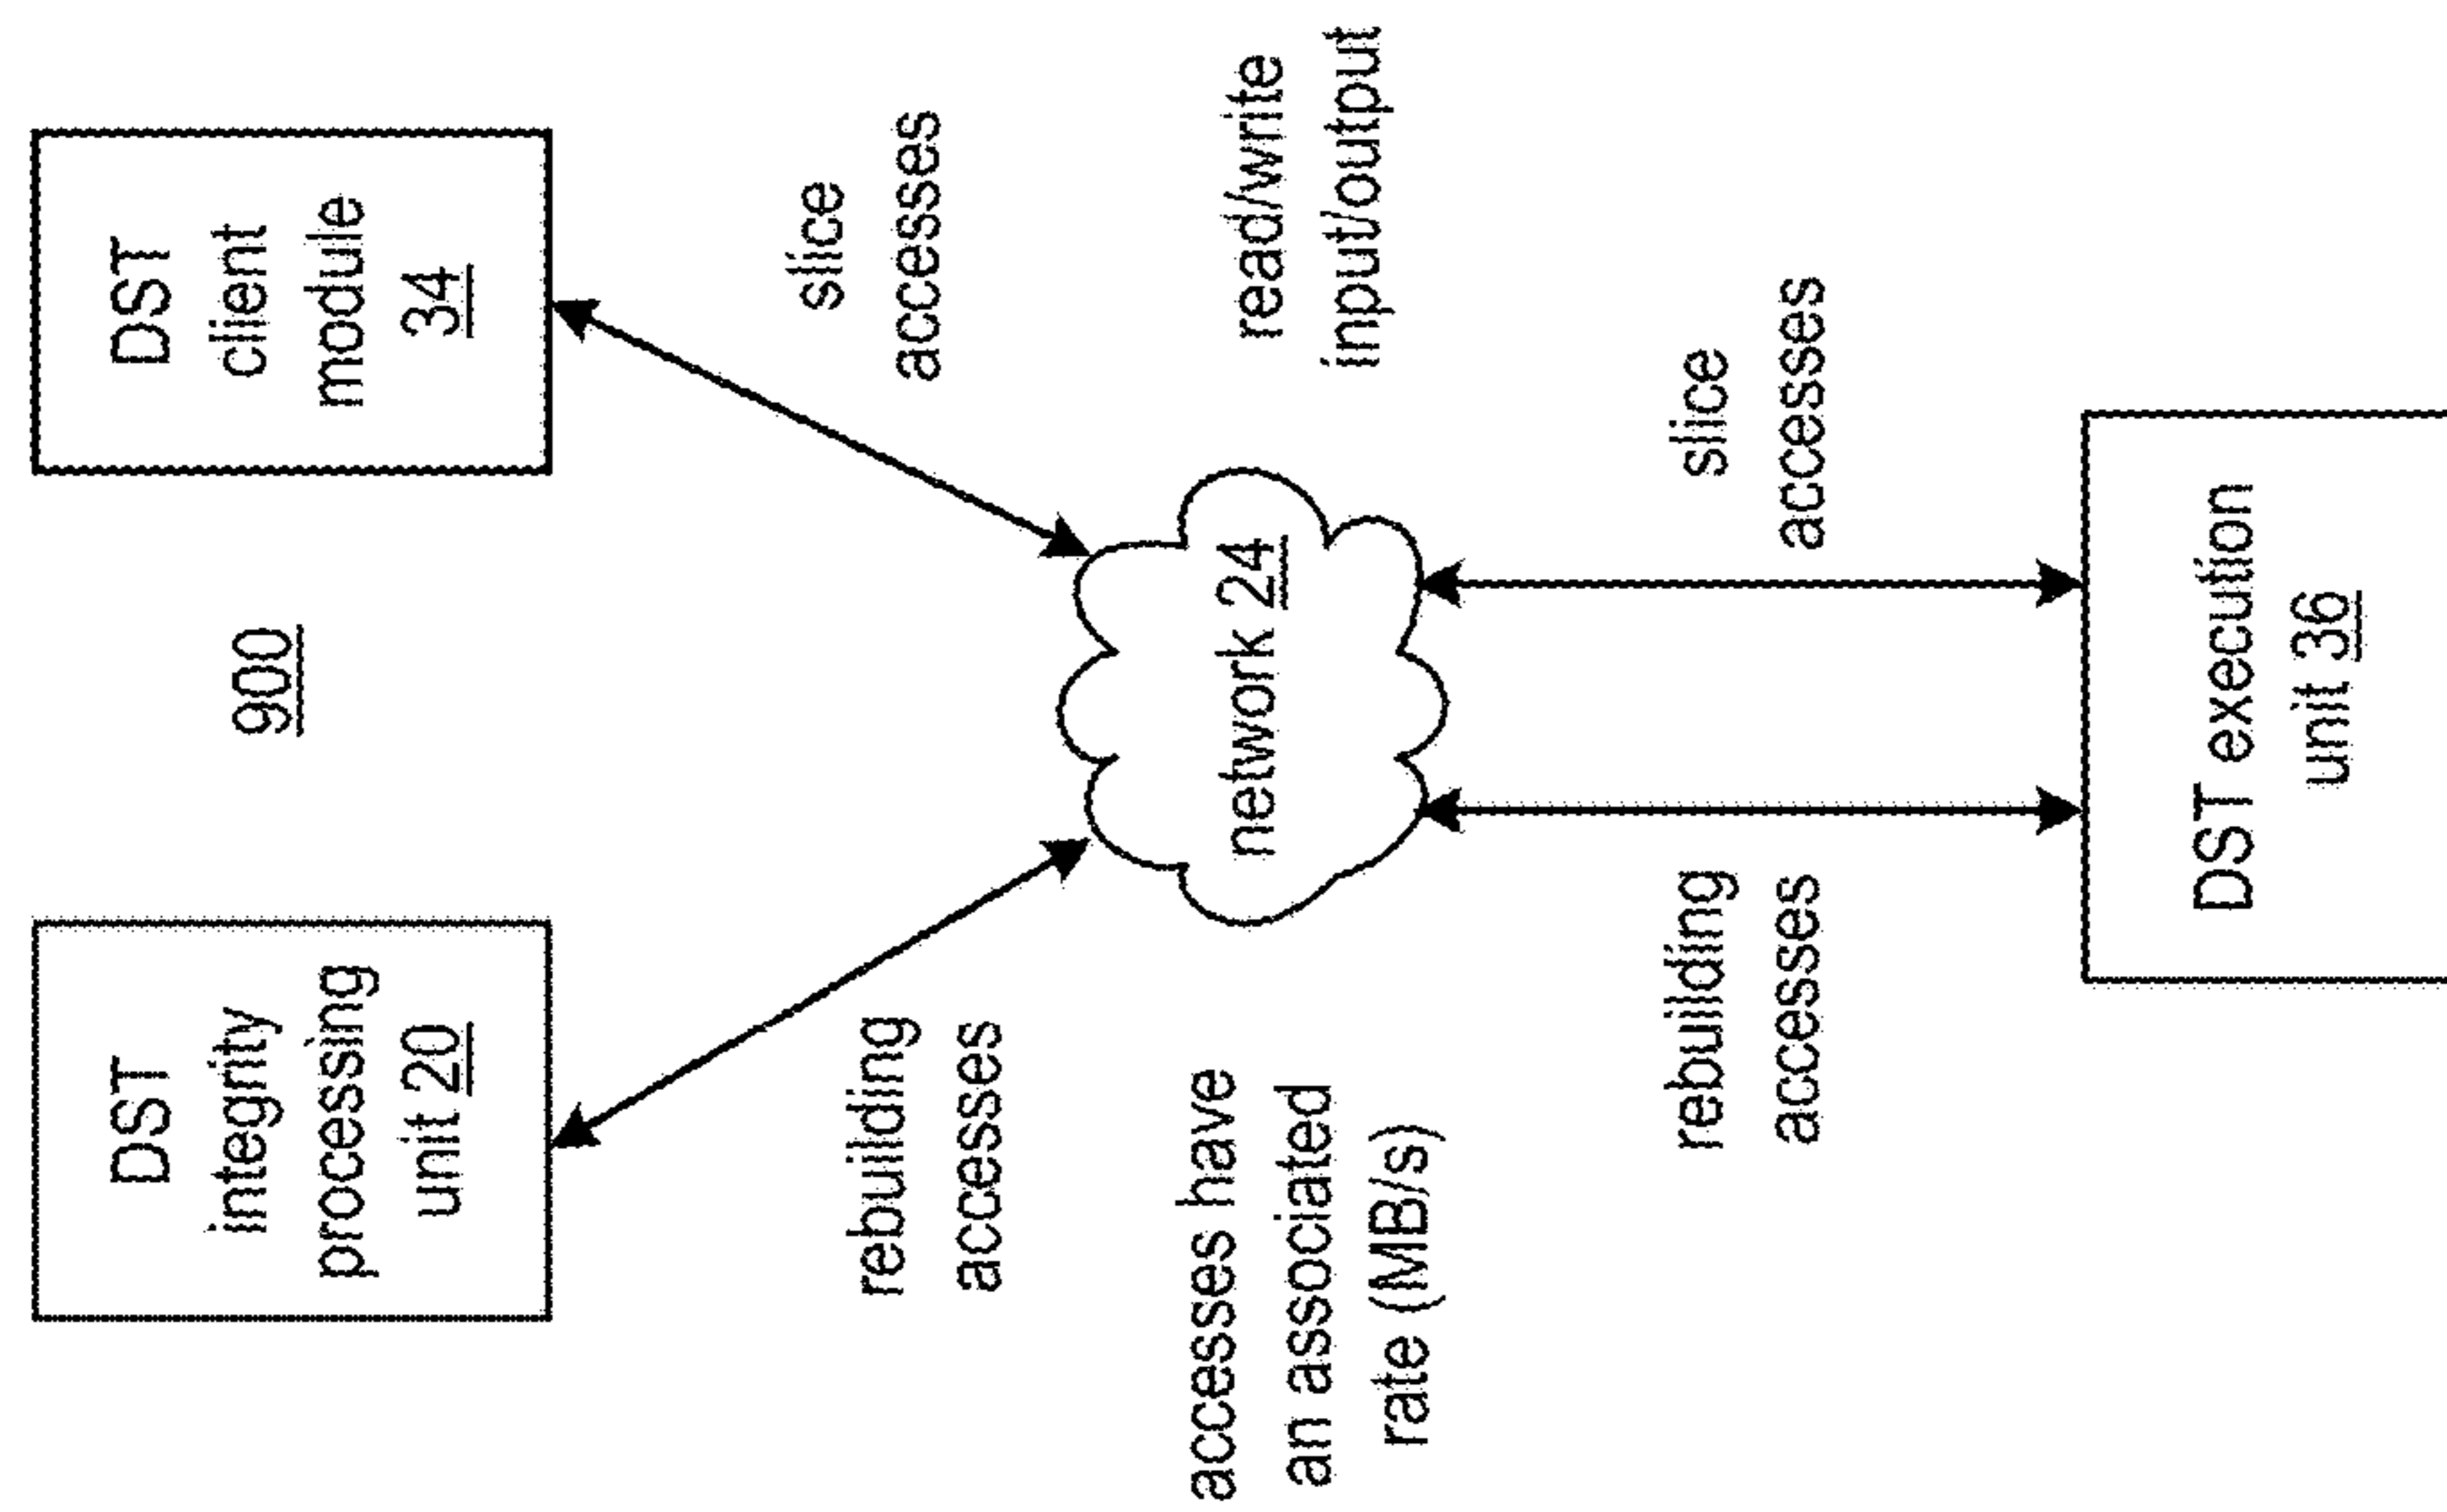 DST
client
module
34
900
DST
integrity
processing
unit 20
slice
accesses
rebuilding
accesses
read/write
input/output
network 24
accesses have
an associated
rate (MB/s)
slice
accesses
rebuilding
accesses
DST execution
unit 36